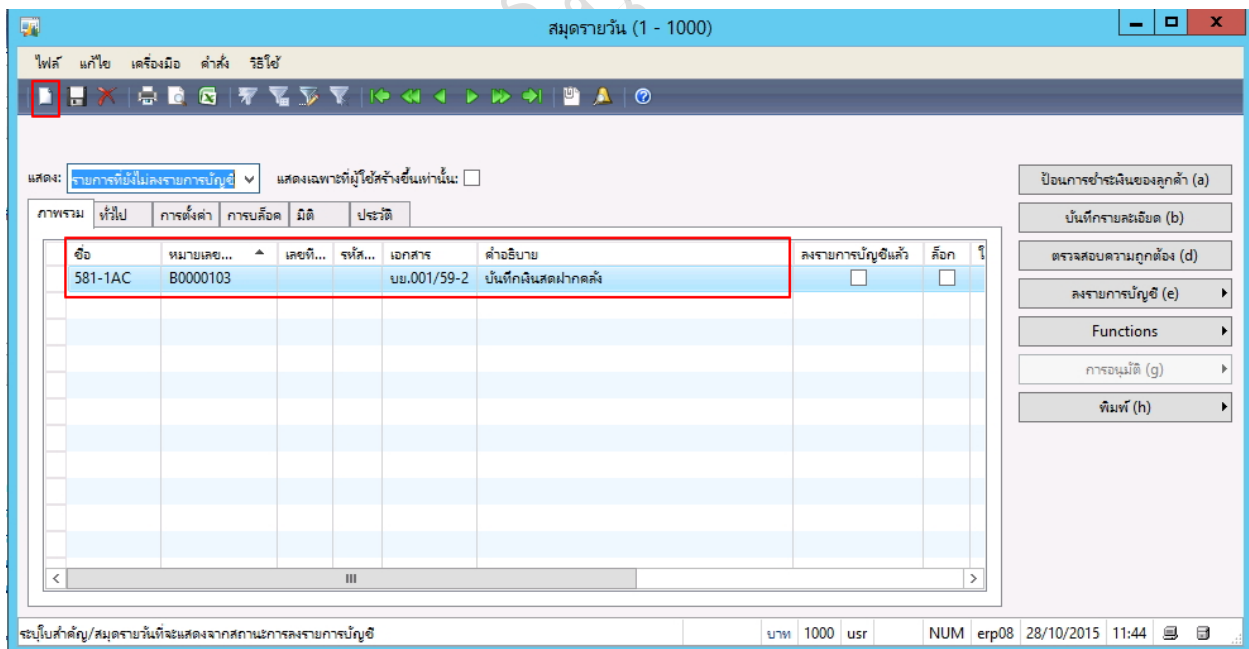 สมุดรายวัน (1 - 1000)
ไฟล์ แก้ไข เครื่องมือ คำสั่ง วิธีใช้
แสดง: รายการที่ยังไม่ลงรายการบัญชี แสดงเฉพาะที่ผู้ใช้สร้างขึ้นเท่านั้น:
ป้อนการชำระเงินของลูกค้า (a)
ภาพรวม ทั่วไป การตั้งค่า การบล็อค มิติ ประวัติ
บันทึกรายละเอียด (b)
ชื่อ หมายเลข... เลขที่... รหัส... เอกสาร คำอธิบาย ลงรายการบัญชีแล้ว ล็อก ใ
ตรวจสอบความถูกต้อง (d)
581-1AC B0000103 บย.001/59-2 บันทึกเงินสดฝากคลัง
ลงรายการบัญชี (e)
Functions
การอนุมัติ (g)
พิมพ์ (h)
ระบุใบสำคัญ/สมุดรายวันที่จะแสดงจากสถานะการลงรายการบัญชี บาท 1000 usr NUM erp08 28/10/2015 11:44